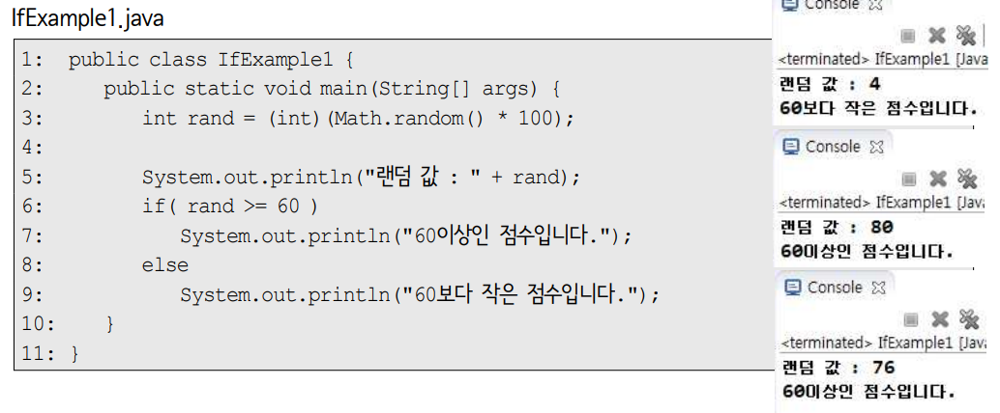 IfExample1.java
1: public class IfExample1 {
2: public static void main(String[] args) {
3: int rand = (int)(Math.random() * 100);
4:
5: System.out.println("랜덤 값 : " + rand);
6: if( rand >= 60 )
7: System.out.println("60이상인 점수입니다.");
8: else
9: System.out.println("60보다 작은 점수입니다.");
10: }
11: }
Console
<terminated> IfExample1 [Java
랜덤 값 : 4
60보다 작은 점수입니다.
Console
<terminated> IfExample1 [Java
랜덤 값 : 80
60이상인 점수입니다.
Console
<terminated> IfExample1 [Java
랜덤 값 : 76
60이상인 점수입니다.